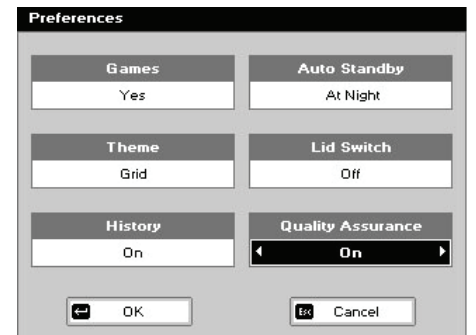 Preferences
Games Auto Standby
Yes At Night
Theme Lid Switch
Grid Off
History Quality Assurance
On On
OK Esc Cancel